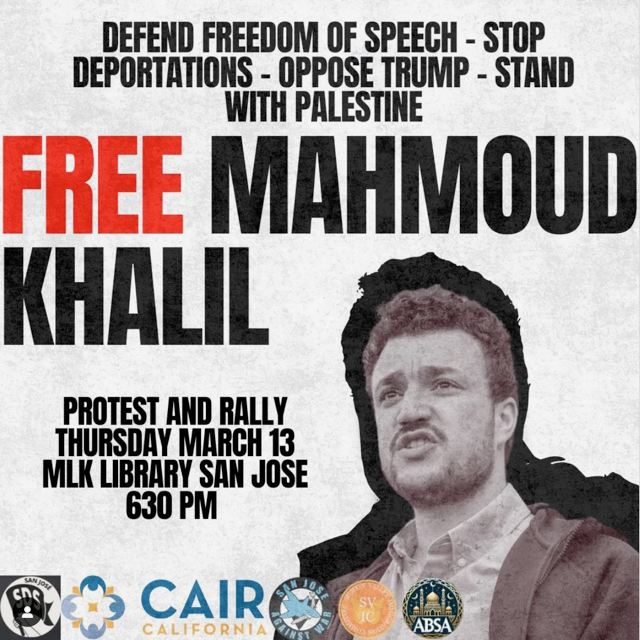 DEFEND FREEDOM OF SPEECH - STOP
DEPORTATIONS - OPPOSE TRUMP - STAND
WITH PALESTINE
FREE MAHMOUD
KHALIL
PROTEST AND RALLY
THURSDAY MARCH 13
MLK LIBRARY SAN JOSE
630 PM
SAN JOSE
SDS
CAIR
CALIFORNIA
SAN JOSE
AGAINST WAR
SV
IC
ABSA